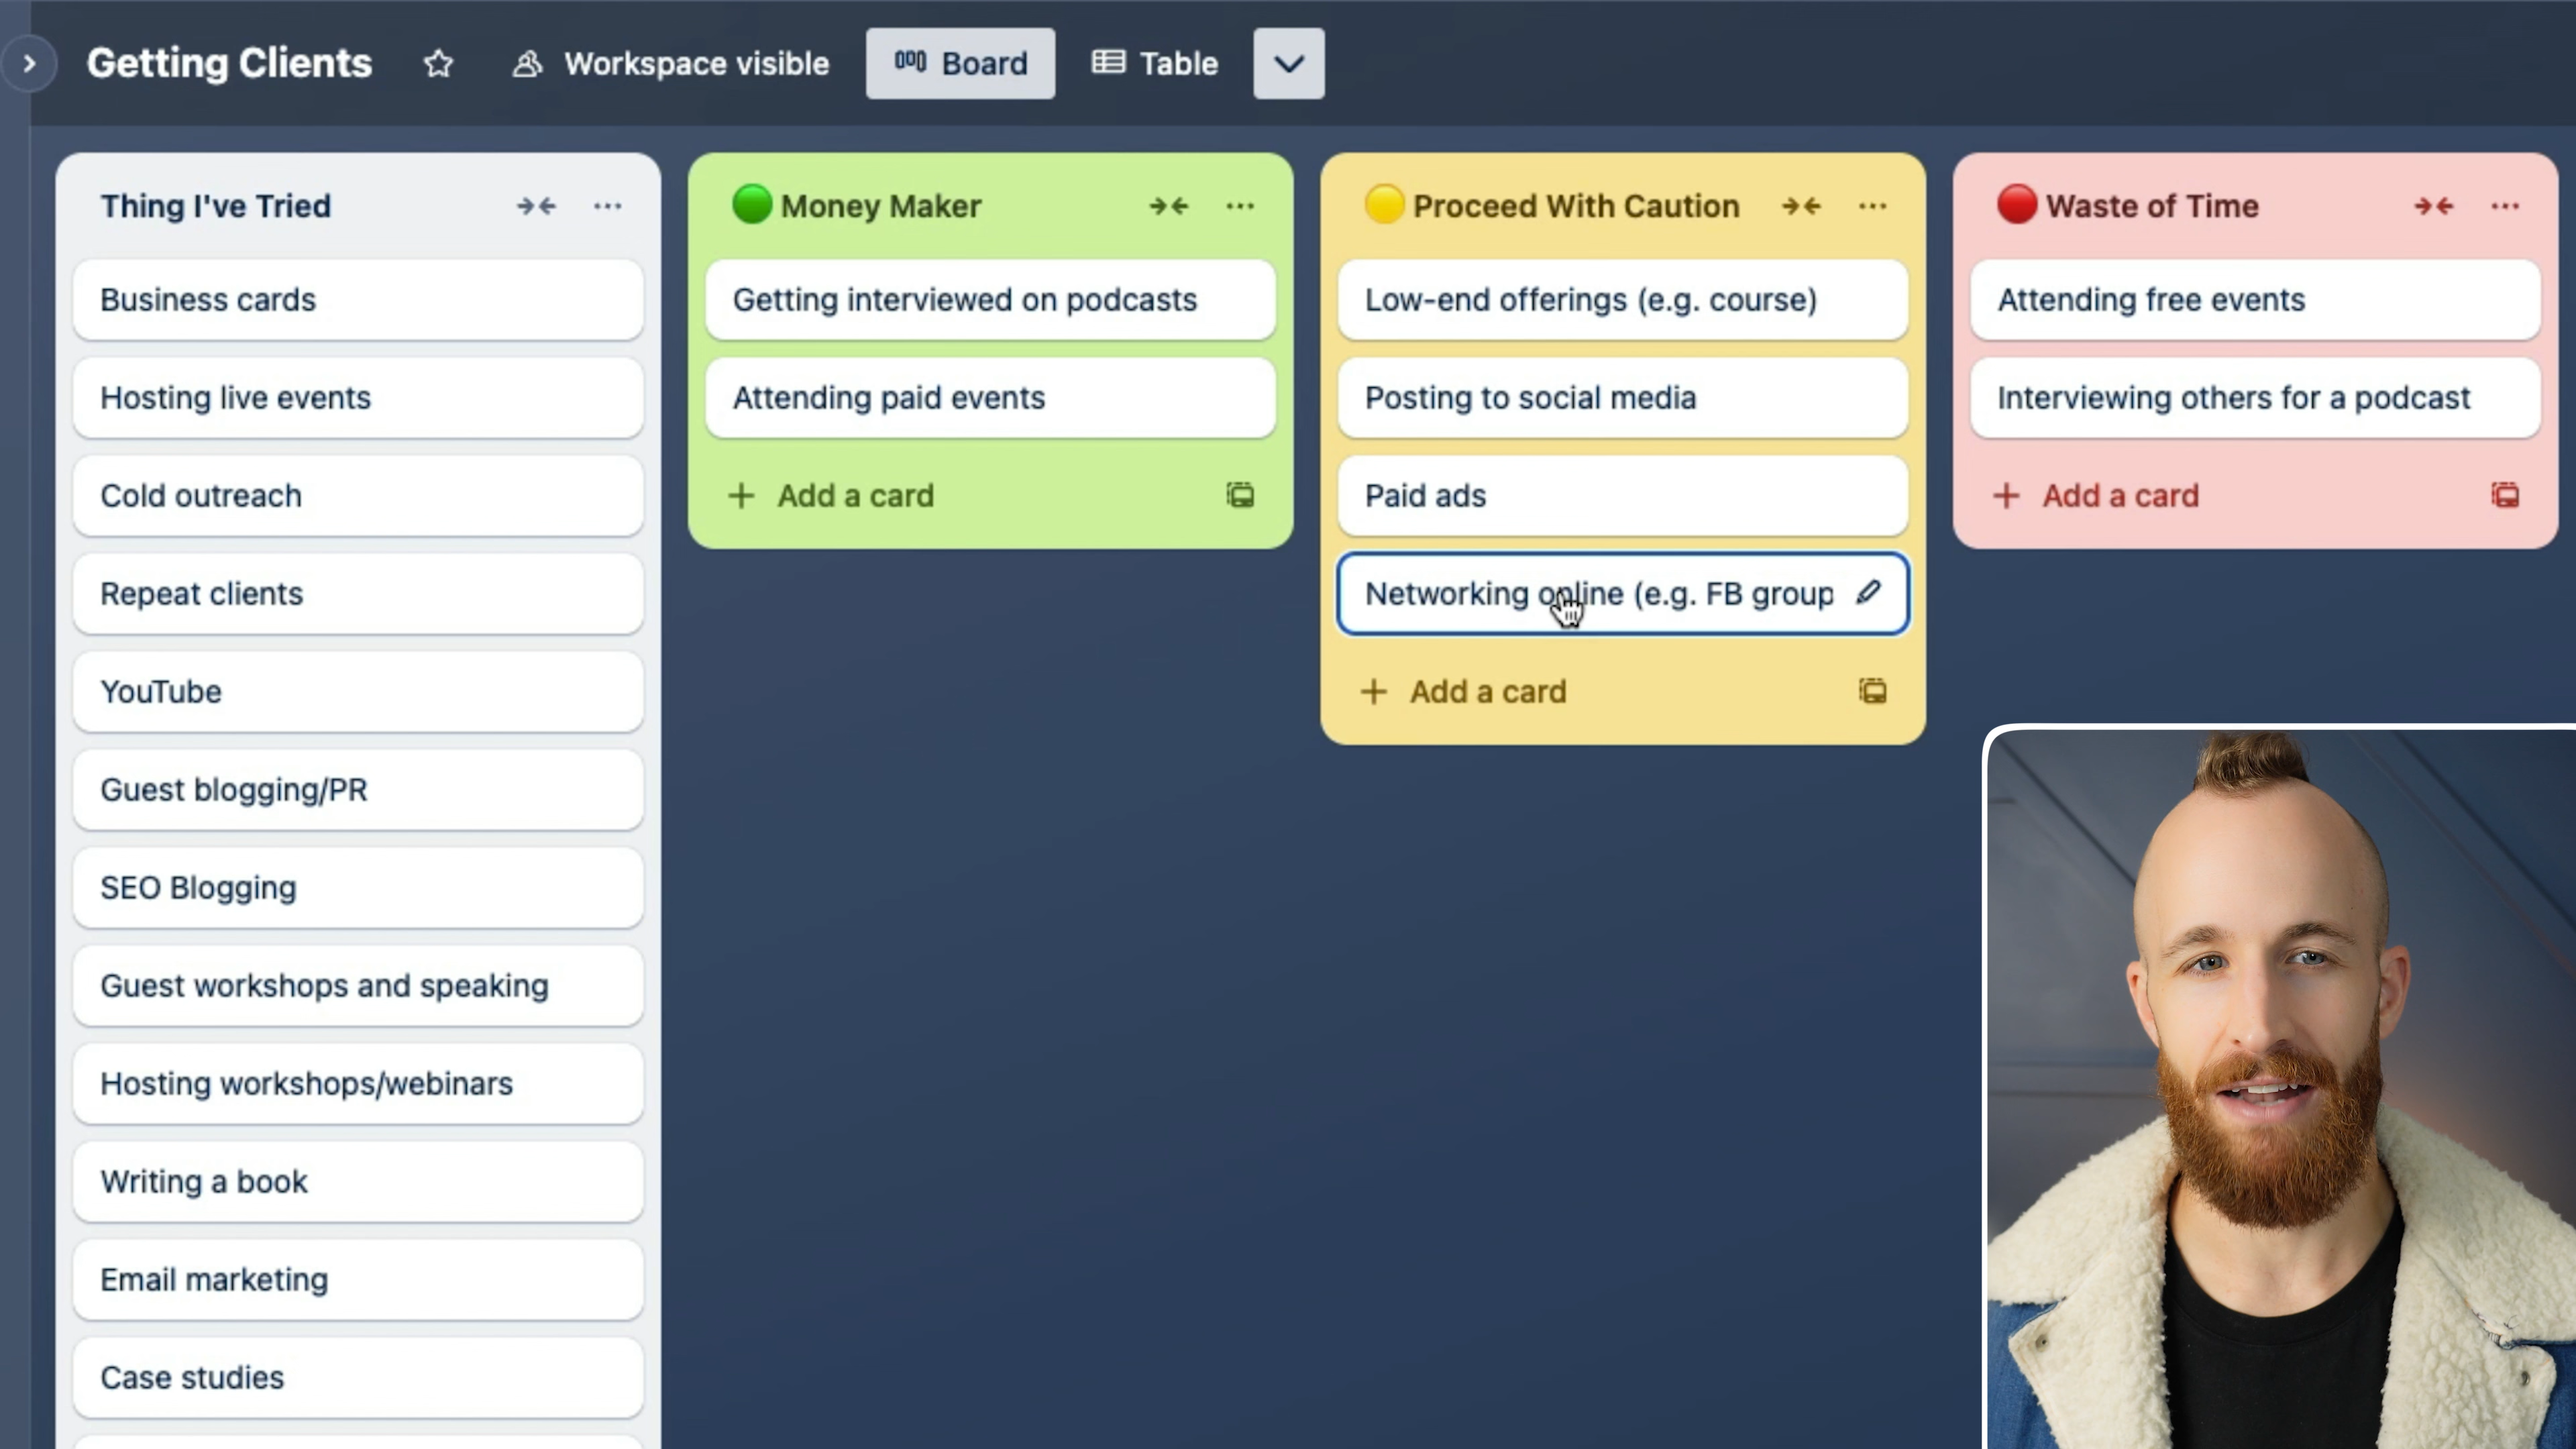 Getting Clients
Workspace visible
Board
Table
Thing I've Tried
Business cards
Hosting live events
Cold outreach
Repeat clients
YouTube
Guest blogging/PR
SEO Blogging
Guest workshops and speaking
Hosting workshops/webinars
Writing a book
Email marketing
Case studies
Money Maker
Getting interviewed on podcasts
Attending paid events
+ Add a card
Proceed With Caution
Low-end offerings (e.g. course)
Posting to social media
Paid ads
Networking online (e.g. FB group
+ Add a card
Waste of Time
Attending free events
Interviewing others for a podcast
+ Add a card